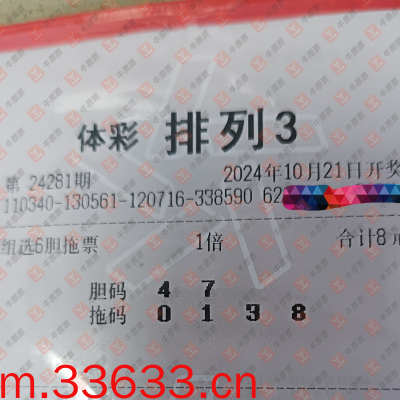 体彩 排列3
第 24281期 2024年10月21日开奖
110340-130561-120716-338590 62
组选6胆拖票 1倍 合计8元
胆码 4 7
拖码 0 1 3 8
m.33633.cn